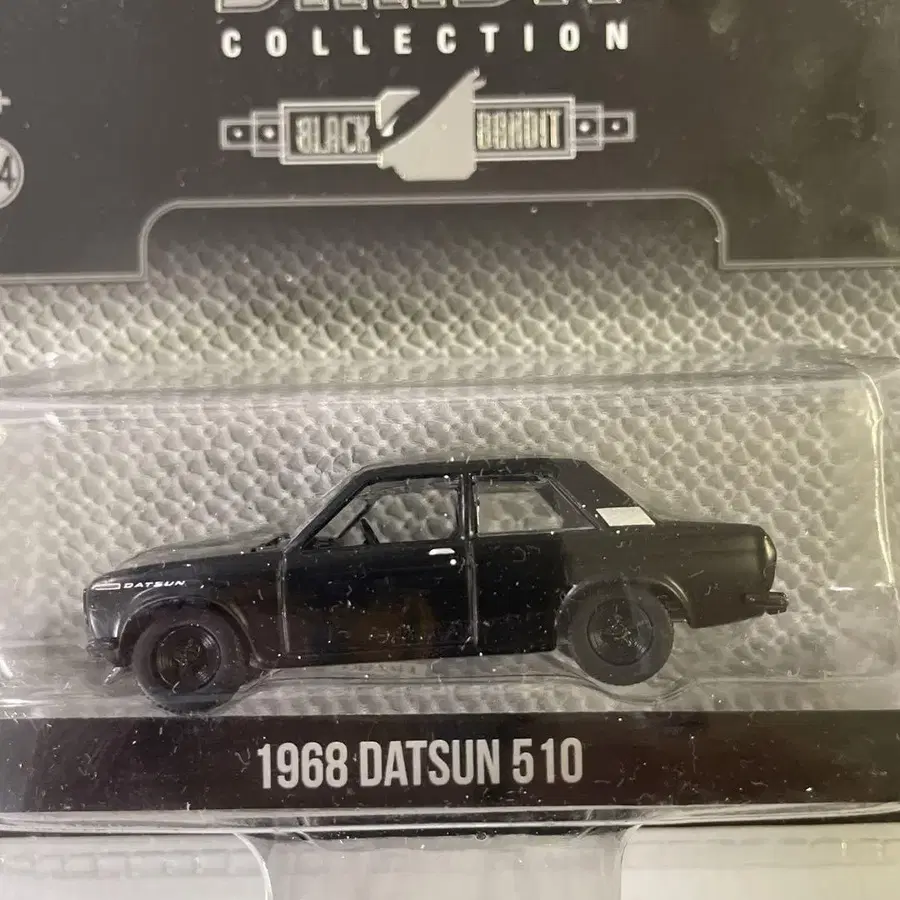 COLLECTION
BLACK BANDIT
DATSUN
1968 DATSUN 510